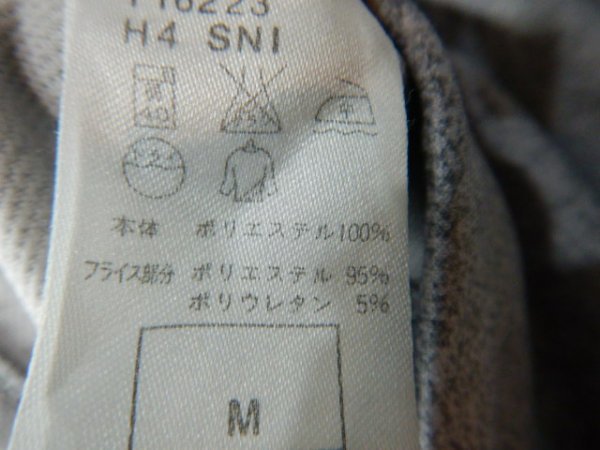 H4 SNI
中
本体 ポリエステル100%
フライス部分 ポリエステル 95%
ポリウレタン 5%
M